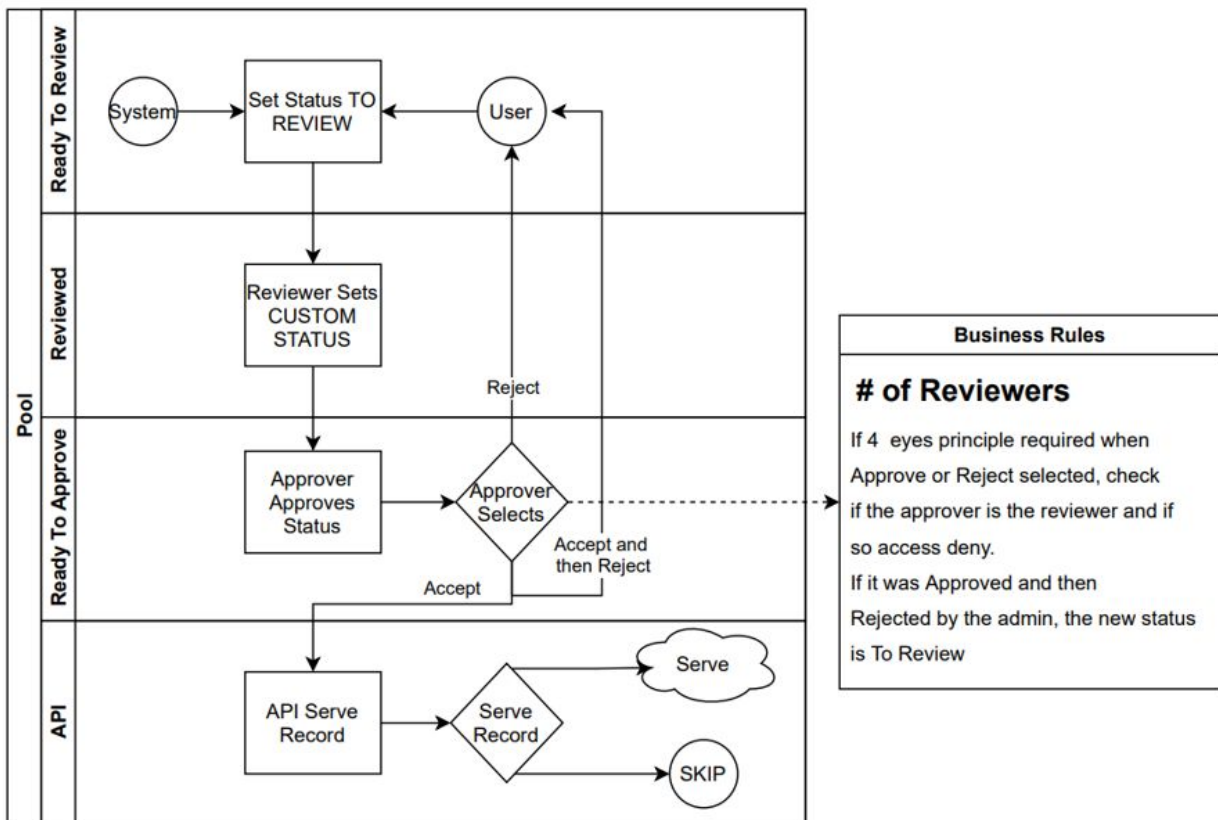 Pool
Ready To Review
System
Set Status TO
REVIEW
User
Reviewed
Reviewer Sets
CUSTOM
STATUS
Reject
Ready To Approve
Approver
Approves
Status
Approver
Selects
Accept and
then Reject
Accept
API
API Serve
Record
Serve
Record
Serve
SKIP
Business Rules
# of Reviewers
If 4 eyes principle required when
Approve or Reject selected, check
if the approver is the reviewer and if
so access deny.
If it was Approved and then
Rejected by the admin, the new status
is To Review